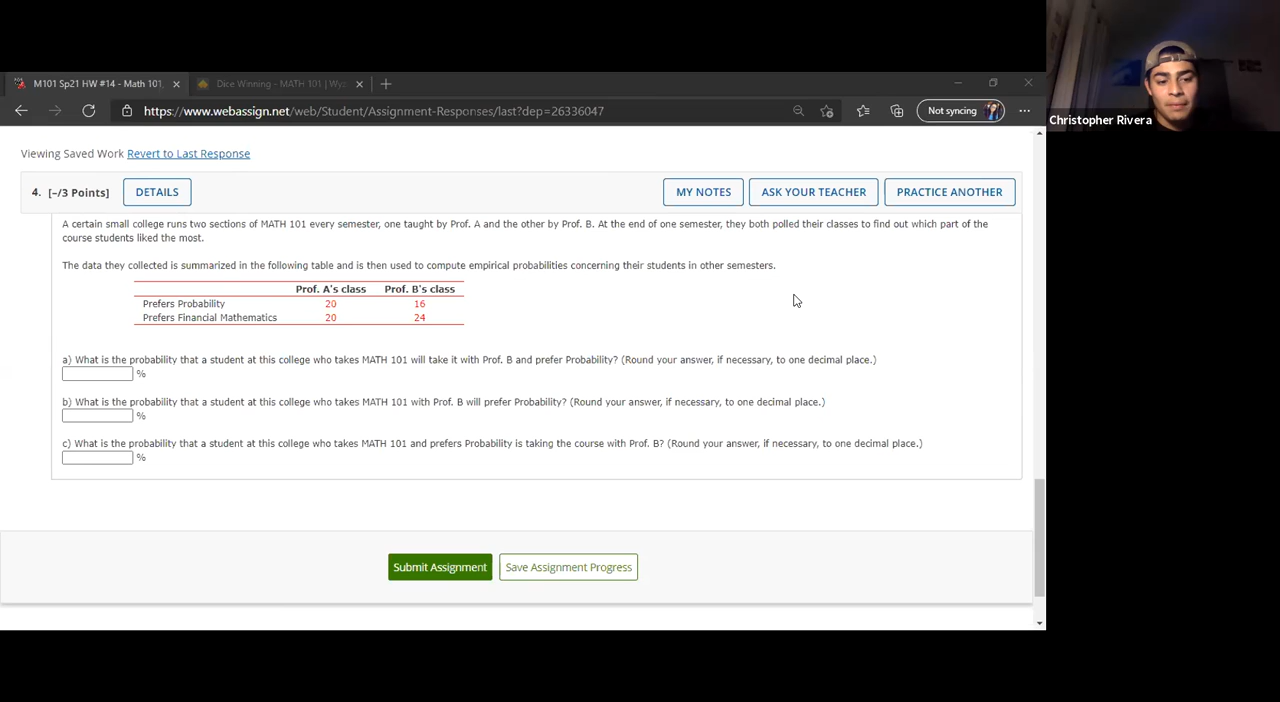 M101 Sp21 HW #14 - Math 101,
Dice Winning - MATH 101 | Wy
https://www.webassign.net/web/Student/Assignment-Responses/last?dep=26336047
Not syncing
Christopher Rivera
Viewing Saved Work Revert to Last Response
4. [–/3 Points] DETAILS MY NOTES ASK YOUR TEACHER PRACTICE ANOTHER
A certain small college runs two sections of MATH 101 every semester, one taught by Prof. A and the other by Prof. B. At the end of one semester, they both polled their classes to find out which part of the
course students liked the most.
The data they collected is summarized in the following table and is then used to compute empirical probabilities concerning their students in other semesters.
Prof. A's class Prof. B's class
Prefers Probability 20 16
Prefers Financial Mathematics 20 24
a) What is the probability that a student at this college who takes MATH 101 will take it with Prof. B and prefer Probability? (Round your answer, if necessary, to one decimal place.)
%
b) What is the probability that a student at this college who takes MATH 101 with Prof. B will prefer Probability? (Round your answer, if necessary, to one decimal place.)
%
c) What is the probability that a student at this college who takes MATH 101 and prefers Probability is taking the course with Prof. B? (Round your answer, if necessary, to one decimal place.)
%
Submit Assignment Save Assignment Progress